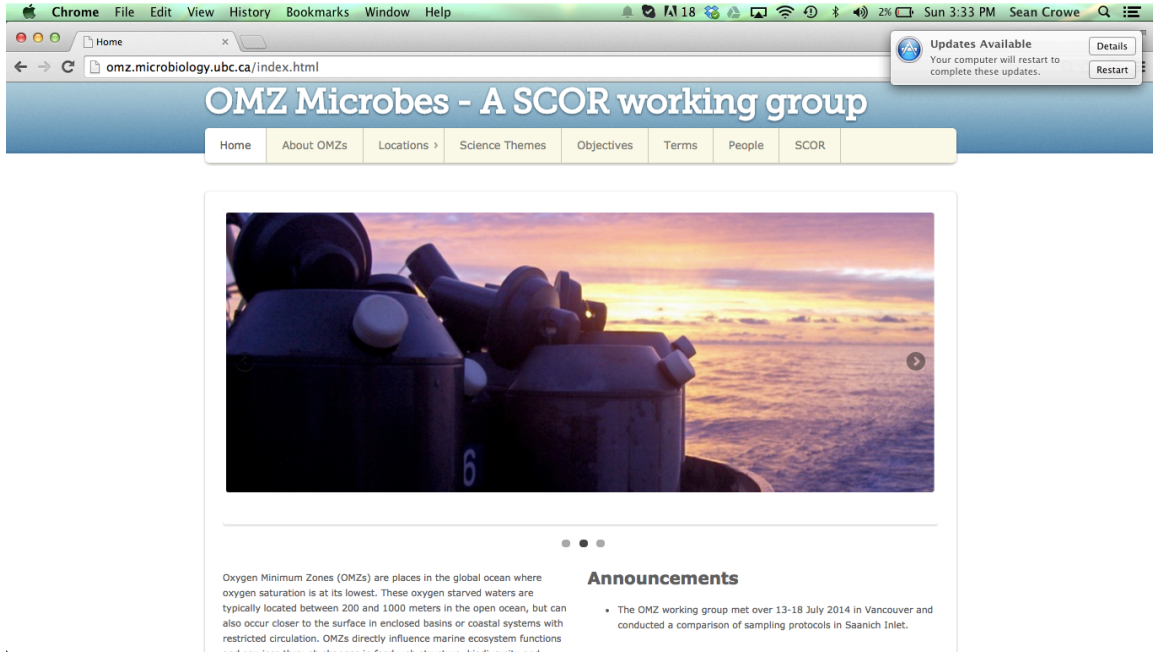 Chrome File Edit View History Bookmarks Window Help 18 2% Sun 3:33 PM Sean Crowe
Home ×
omz.microbiology.ubc.ca/index.html
Updates Available
Your computer will restart to
complete these updates.
Details
Restart
OMZ Microbes - A SCOR working group
Home About OMZs Locations › Science Themes Objectives Terms People SCOR
6
Oxygen Minimum Zones (OMZs) are places in the global ocean where
oxygen saturation is at its lowest. These oxygen starved waters are
typically located between 200 and 1000 meters in the open ocean, but can
also occur closer to the surface in enclosed basins or coastal systems with
restricted circulation. OMZs directly influence marine ecosystem functions
Announcements
• The OMZ working group met over 13-18 July 2014 in Vancouver and
conducted a comparison of sampling protocols in Saanich Inlet.